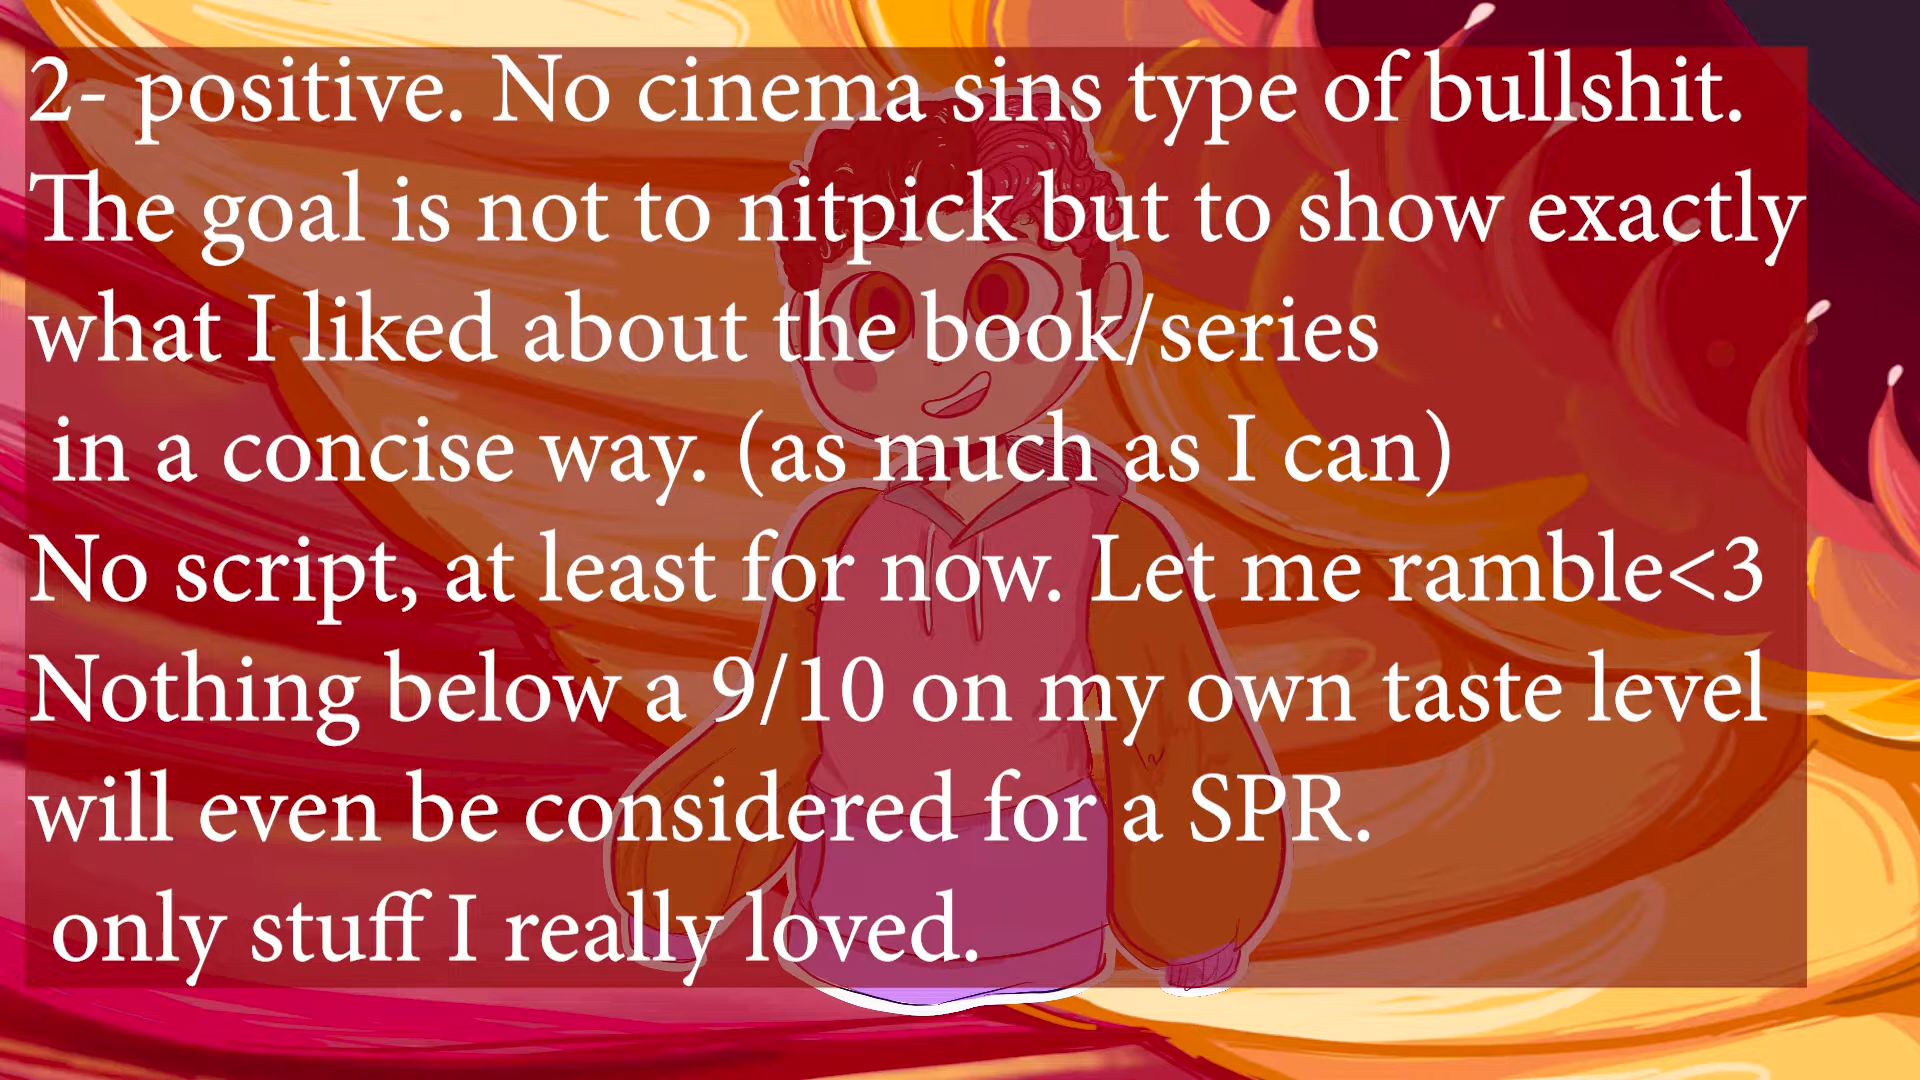 2- positive. No cinema sins type of bullshit.
The goal is not to nitpick but to show exactly
what I liked about the book/series
in a concise way. (as much as I can)
No script, at least for now. Let me ramble<3
Nothing below a 9/10 on my own taste level
will even be considered for a SPR.
only stuff I really loved.